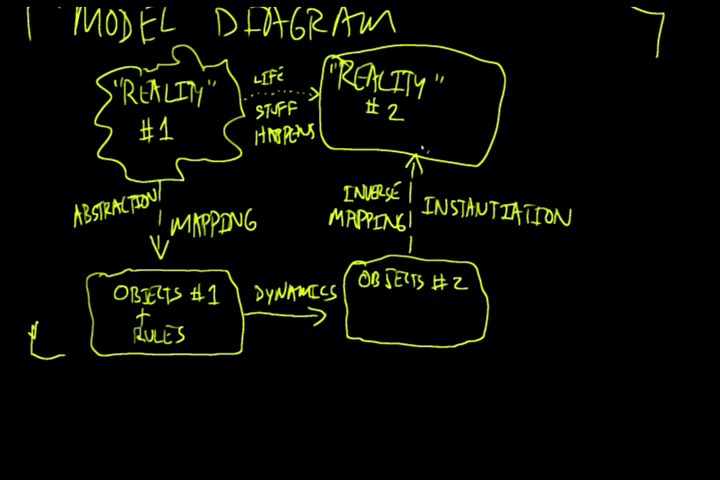 MODEL DIAGRAM
"REALITY"
#1
LIFE
STUFF
HAPPENS
"REALITY"
#2
ABSTRACTION
MAPPING
INVERSE
MAPPING
INSTANTIATION
OBJECTS #1
+
RULES
DYNAMICS
OBJECTS #2